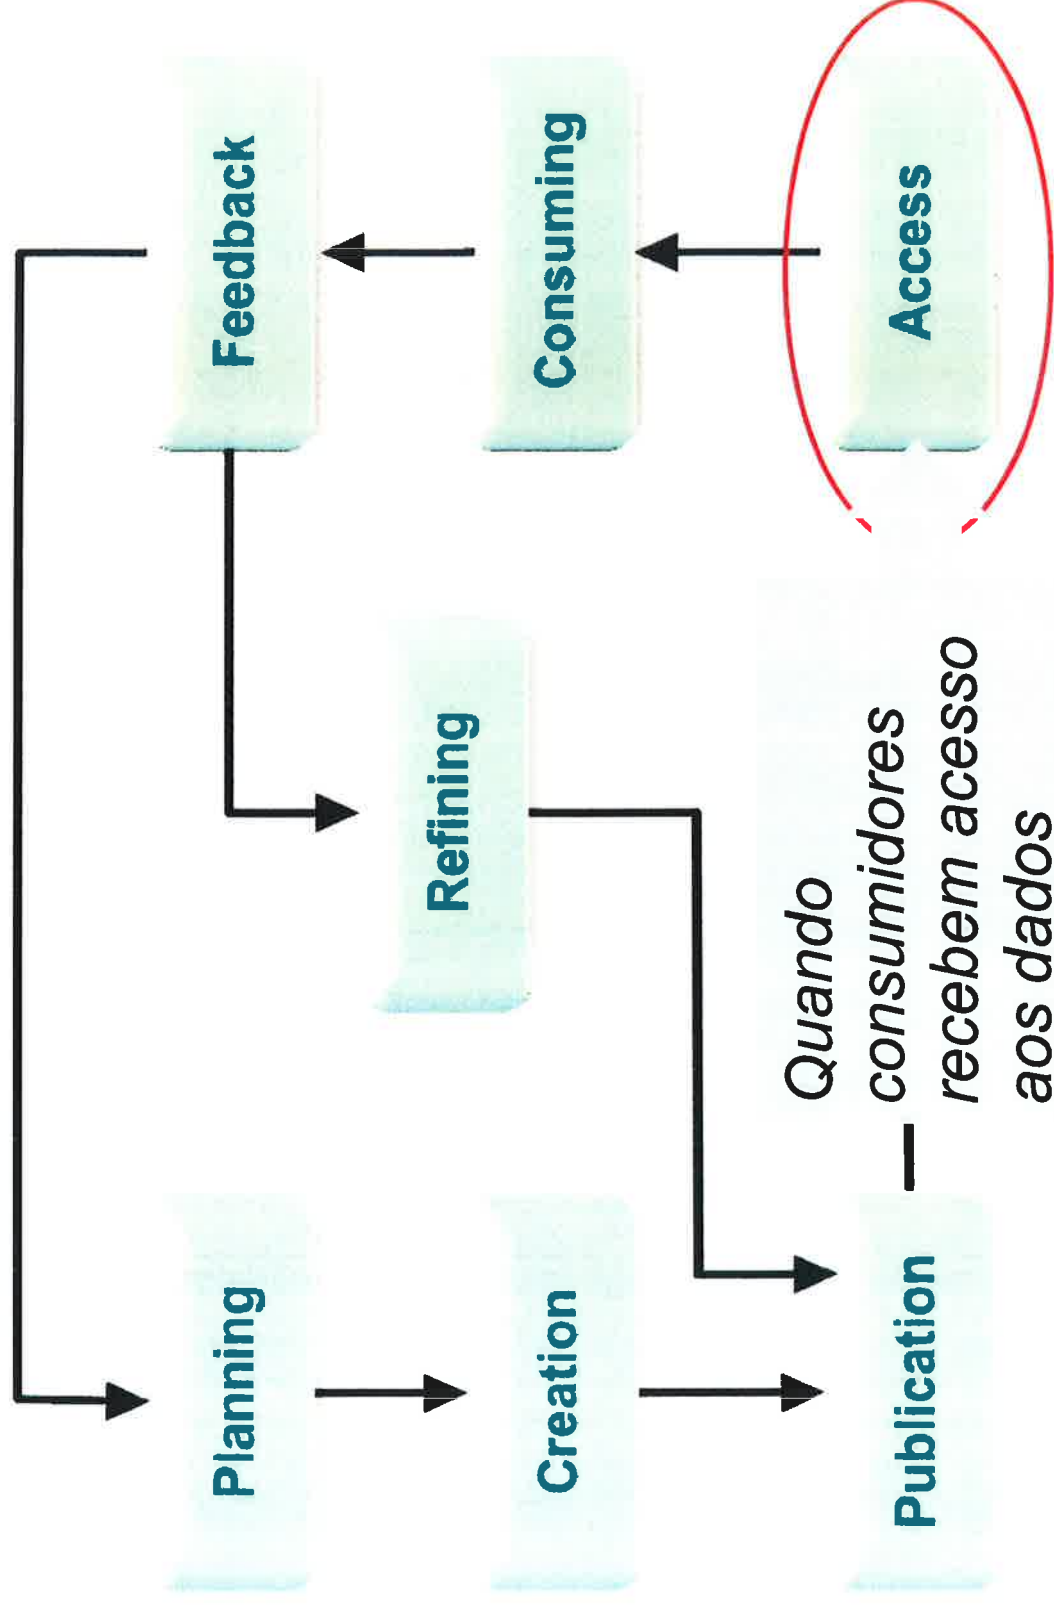 Planning
Feedback
Refining
Creation
Consuming
Publication
Quando
consumidores
recebem acesso
aos dados
Access